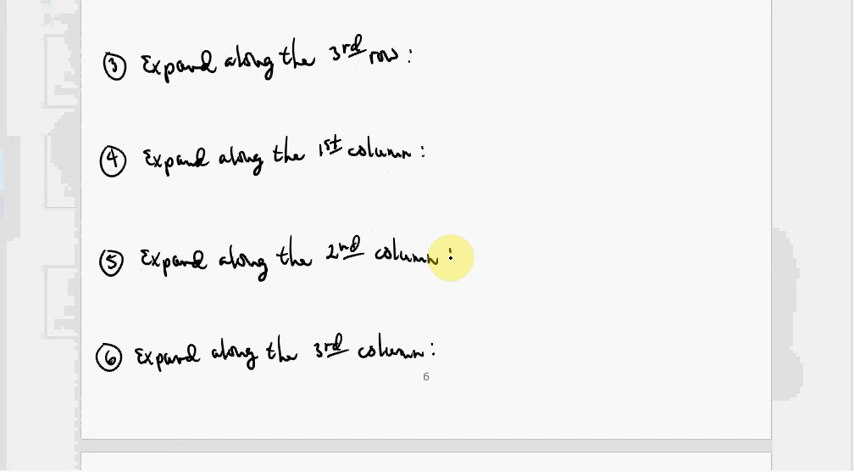 ③ Expand along the 3rd row:
④ Expand along the 1st column:
⑤ Expand along the 2nd column:
⑥ Expand along the 3rd column:
6